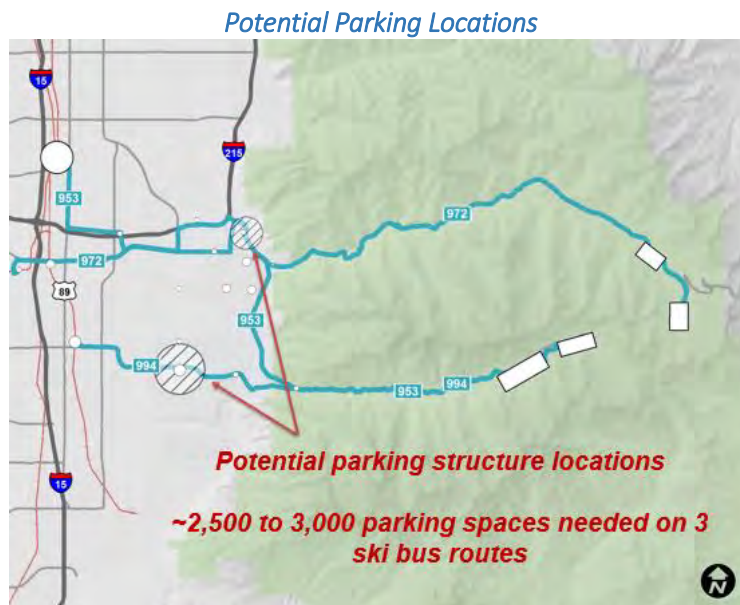 Potential Parking Locations
15
215
953
972
972
89
953
994
953
994
Potential parking structure locations
15
~2,500 to 3,000 parking spaces needed on 3
ski bus routes
N